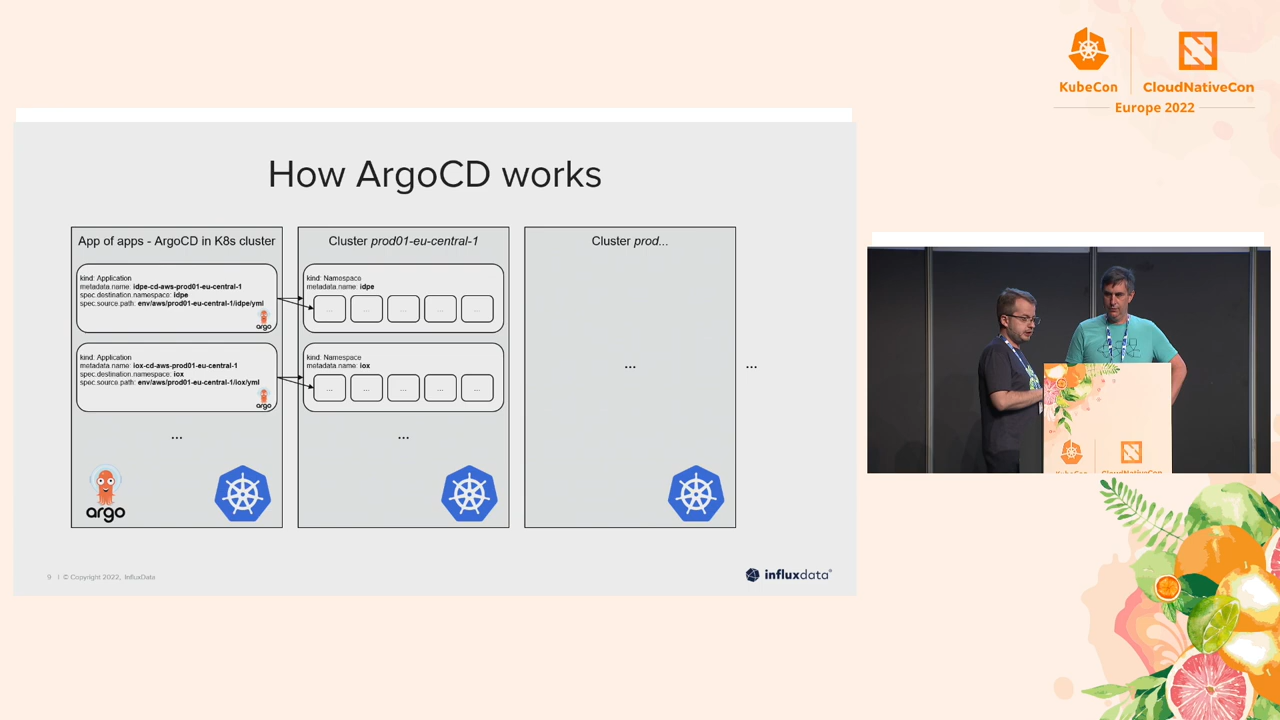 KubeCon
CloudNativeCon
Europe 2022
How ArgoCD works
App of apps - ArgoCD in K8s cluster
kind: Application
metadata.name: idpe-cd-aws-prod01-eu-central-1
spec.destination.namespace: idpe
spec.source.path: env/aws/prod01-eu-central-1/idpe/yml
argo
kind: Application
metadata.name: iox-cd-aws-prod01-eu-central-1
spec.destination.namespace: iox
spec.source.path: env/aws/prod01-eu-central-1/iox/yml
argo
...
argo
Cluster prod01-eu-central-1
kind: Namespace
metadata.name: idpe
... ... ... ... ...
kind: Namespace
metadata.name: iox
... ... ... ... ...
...
Cluster prod...
...
...
9 | © Copyright 2022, InfluxData
influxdata®